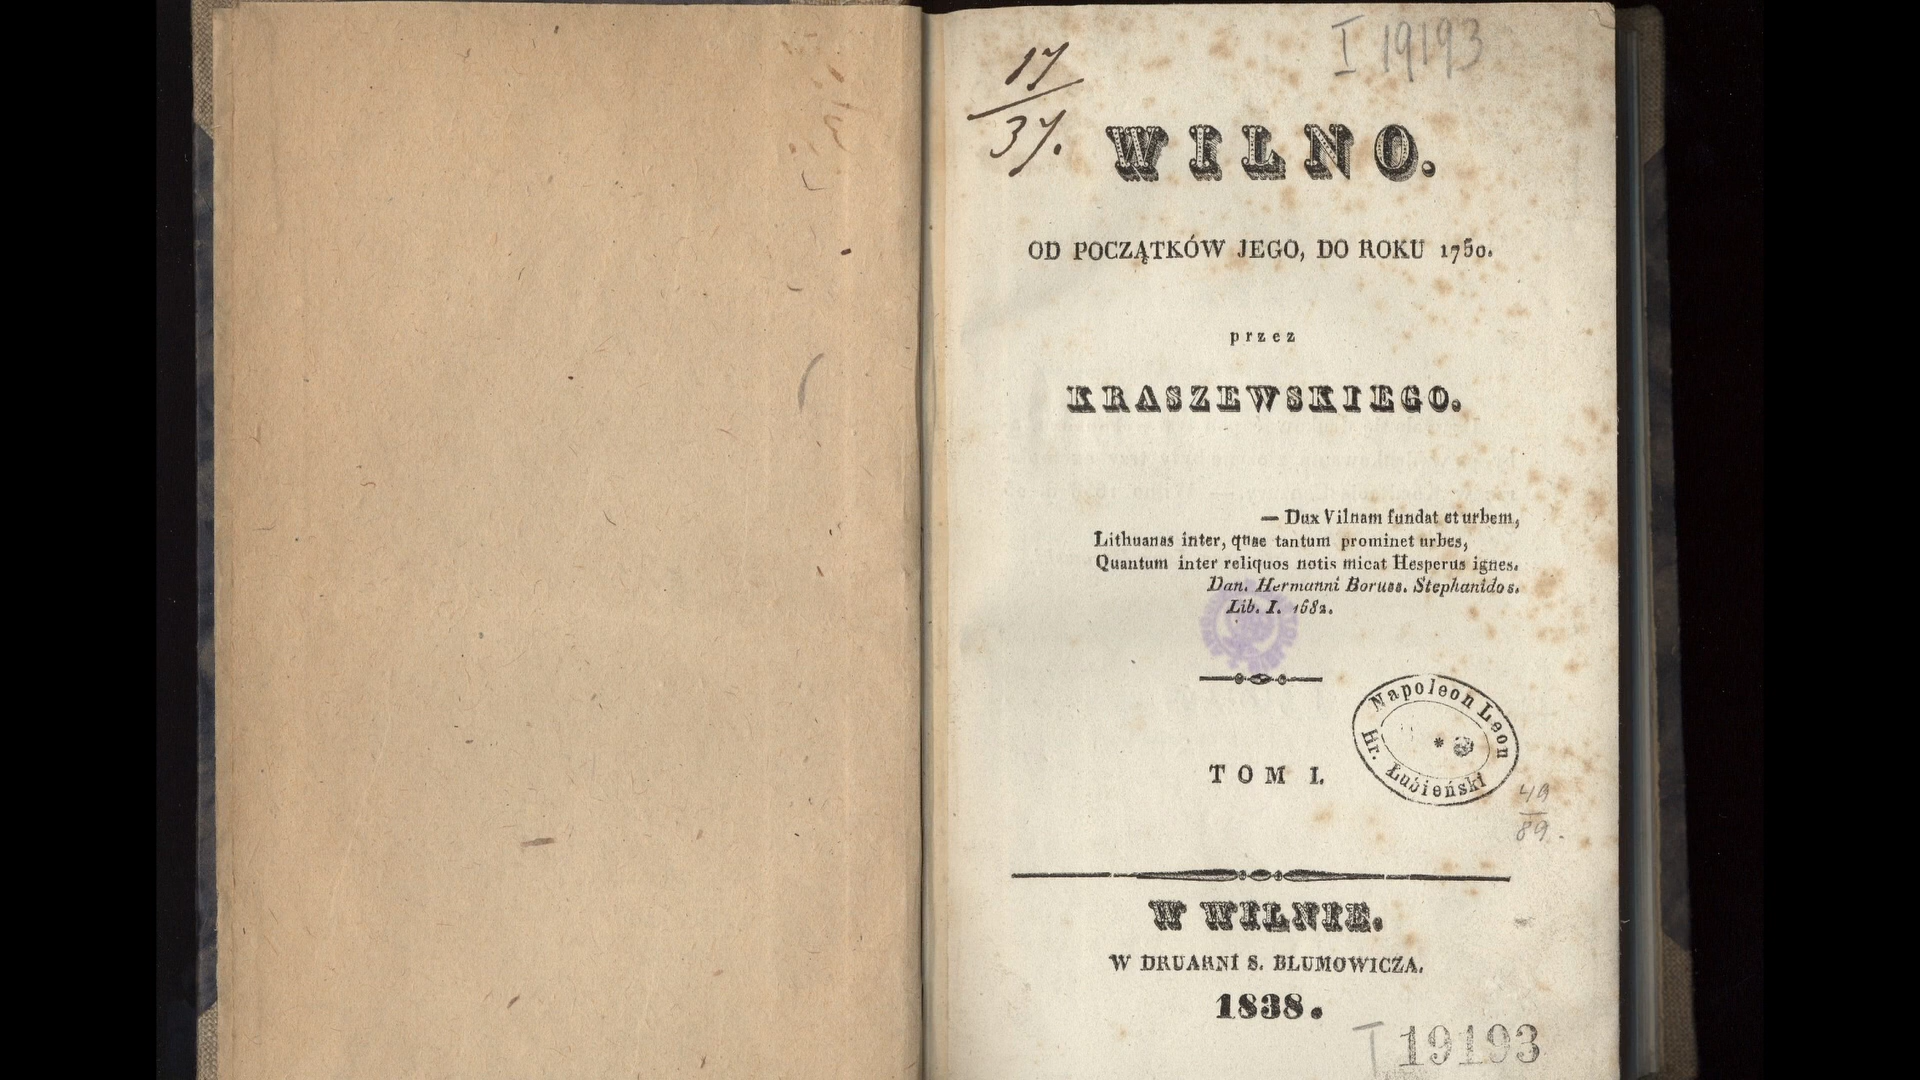 I 19193
17
37.
WILNO.
OD POCZĄTKÓW JEGO, DO ROKU 1750.
przez
KRASZEWSKIEGO.
— Dux Vilnam fundat et urbem,
Lithuanas inter, quae tantum prominet urbes,
Quantum inter reliquos notis micat Hesperus ignes.
Dan. Hermanni Boruss. Stephanidos.
Lib. I. 1582.
Napoleon Leon
Hr. Łubieński
TOM I.
49
89.
W WILNIE.
W DRUARNI S. BLUMOWICZA.
1838.
I 19193